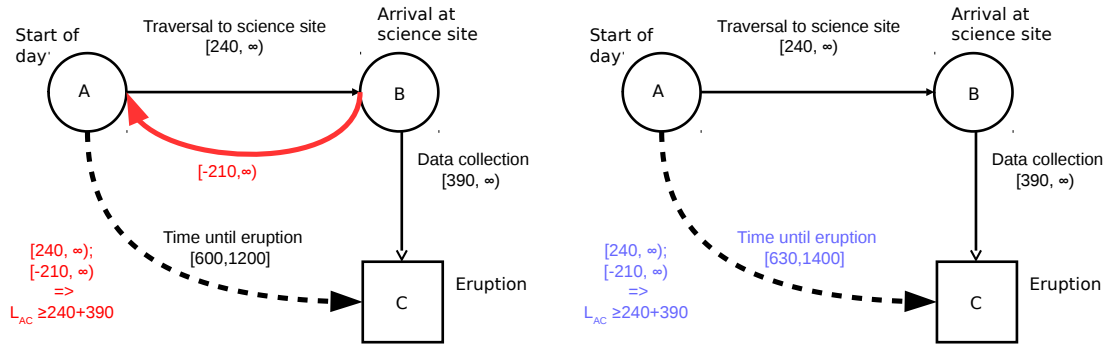 Start of
day
Traversal to science site
[240, ∞)
Arrival at
science site
A
B
[-210,∞)
Data collection
[390, ∞)
Time until eruption
[600,1200]
[240, ∞);
[-210, ∞)
=>
L_AC ≥240+390
C
Eruption
Start of
day
Traversal to science site
[240, ∞)
Arrival at
science site
A
B
Data collection
[390, ∞)
Time until eruption
[630,1400]
[240, ∞);
[-210, ∞)
=>
L_AC ≥240+390
C
Eruption